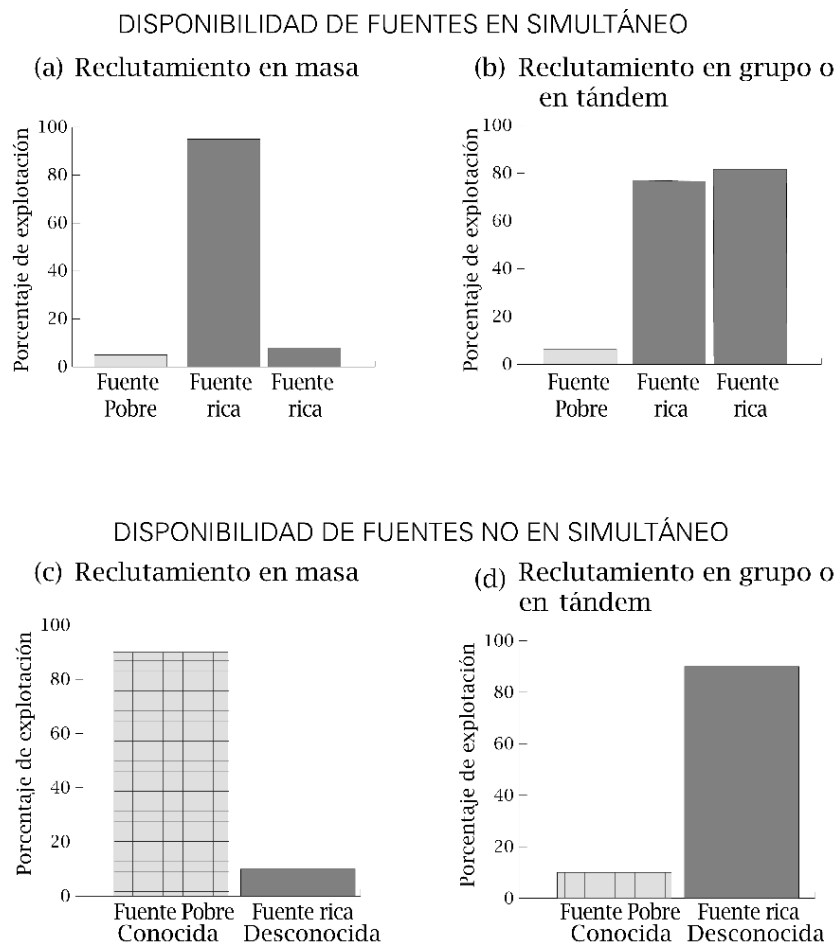 DISPONIBILIDAD DE FUENTES EN SIMULTÁNEO
(a) Reclutamiento en masa
Porcentaje de explotación
100
80
60
40
20
0
Fuente Pobre
Fuente rica
Fuente rica
(b) Reclutamiento en grupo o
en tándem
Porcentaje de explotación
100
80
60
40
20
0
Fuente Pobre
Fuente rica
Fuente rica
DISPONIBILIDAD DE FUENTES NO EN SIMULTÁNEO
(c) Reclutamiento en masa
Porcentaje de explotación
100
80
60
40
20
0
Fuente Pobre
Conocida
Fuente rica
Desconocida
(d) Reclutamiento en grupo o
en tándem
Porcentaje de explotación
100
80
60
40
20
0
Fuente Pobre
Conocida
Fuente rica
Desconocida